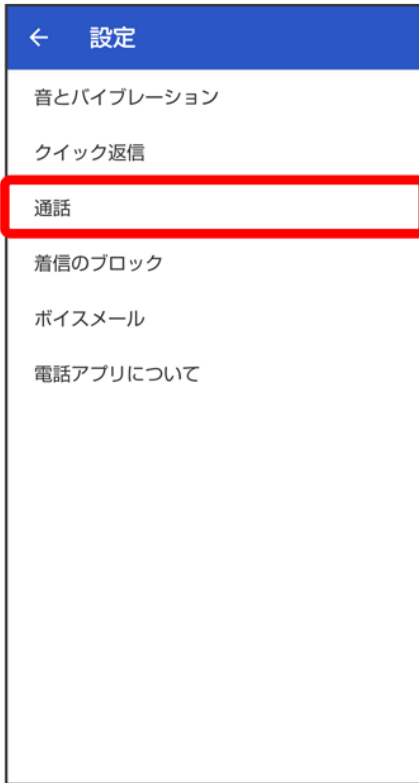 設定
音とバイブレーション
クイック返信
通話
着信のブロック
ボイスメール
電話アプリについて